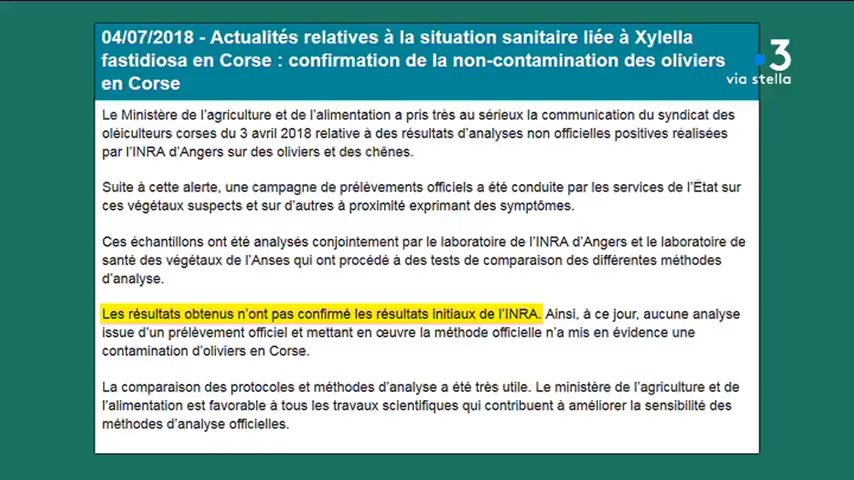 04/07/2018 - Actualités relatives à la situation sanitaire liée à Xylella
fastidiosa en Corse : confirmation de la non-contamination des oliviers
en Corse
3
via stella
Le Ministère de l'agriculture et de l'alimentation a pris très au sérieux la communication du syndicat des
oléiculteurs corses du 3 avril 2018 relative à des résultats d'analyses non officielles positives réalisées
par l'INRA d'Angers sur des oliviers et des chênes.
Suite à cette alerte, une campagne de prélèvements officiels a été conduite par les services de l'État sur
ces végétaux suspects et sur d'autres à proximité exprimant des symptômes.
Ces échantillons ont été analysés conjointement par le laboratoire de l'INRA d'Angers et le laboratoire de
santé des végétaux de l'Anses qui ont procédé à des tests de comparaison des différentes méthodes
d'analyse.
Les résultats obtenus n'ont pas confirmé les résultats initiaux de l'INRA. Ainsi, à ce jour, aucune analyse
issue d'un prélèvement officiel et mettant en œuvre la méthode officielle n'a mis en évidence une
contamination d'oliviers en Corse.
La comparaison des protocoles et méthodes d'analyse a été très utile. Le ministère de l'agriculture et de
l'alimentation est favorable à tous les travaux scientifiques qui contribuent à améliorer la sensibilité des
méthodes d'analyse officielles.